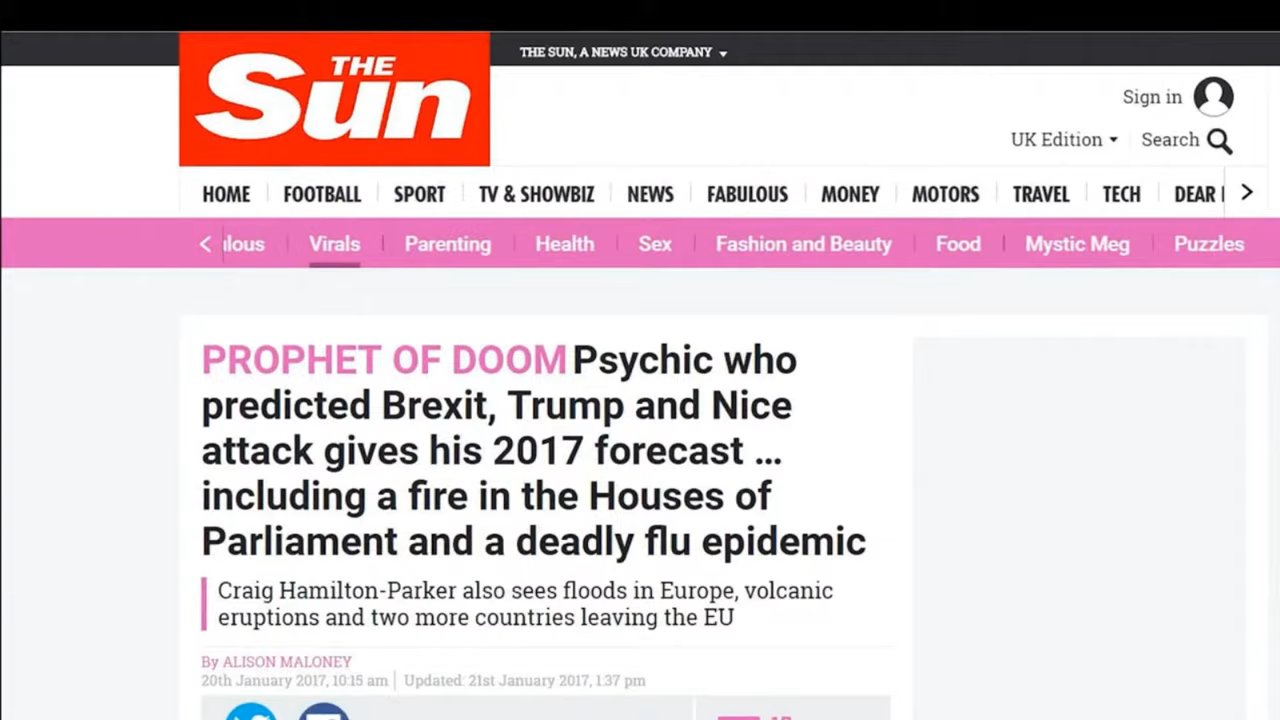 THE SUN, A NEWS UK COMPANY
THE
Sun
Sign in
UK Edition
Search
HOME FOOTBALL SPORT TV & SHOWBIZ NEWS FABULOUS MONEY MOTORS TRAVEL TECH DEAR
lous Virals Parenting Health Sex Fashion and Beauty Food Mystic Meg Puzzles
PROPHET OF DOOM Psychic who
predicted Brexit, Trump and Nice
attack gives his 2017 forecast ...
including a fire in the Houses of
Parliament and a deadly flu epidemic
Craig Hamilton-Parker also sees floods in Europe, volcanic
eruptions and two more countries leaving the EU
By ALISON MALONEY
20th January 2017, 10:15 am | Updated: 21st January 2017, 1:37 pm